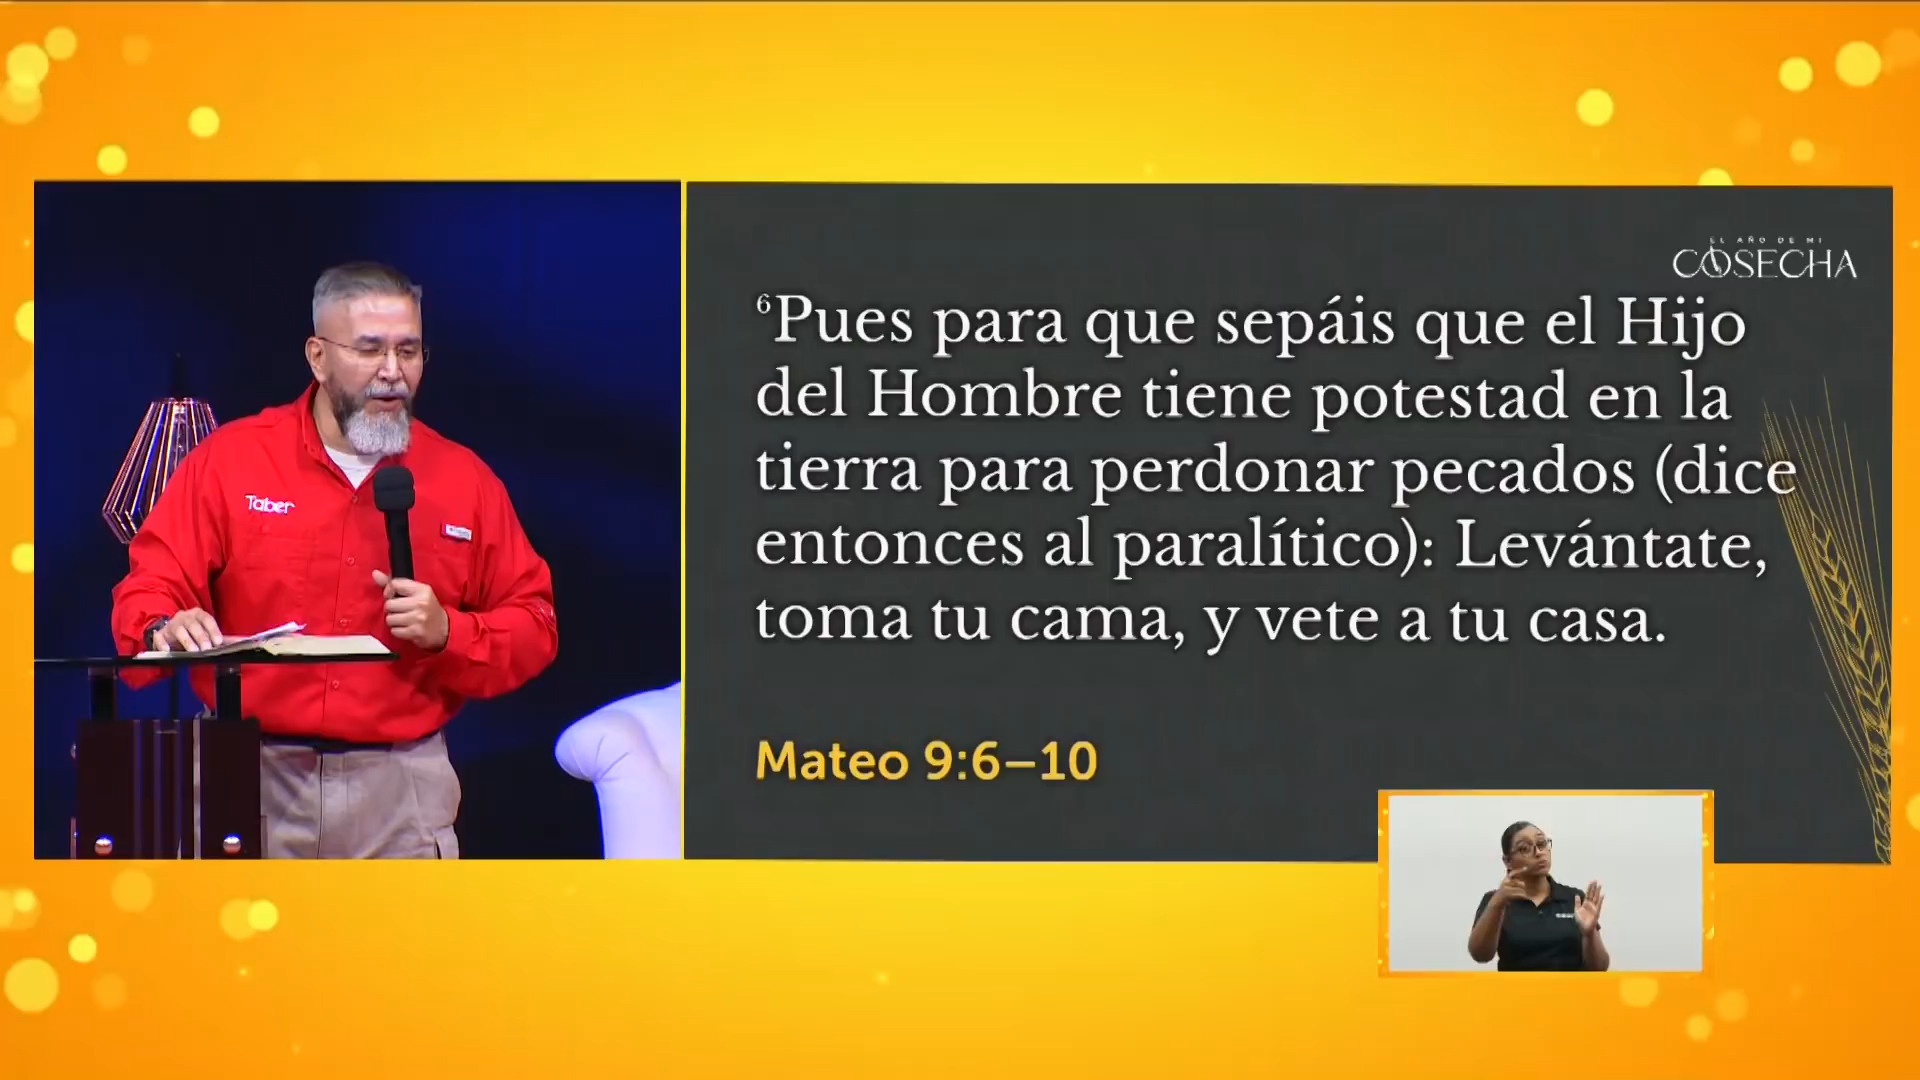 Taber
EL AÑO DE MI
COSECHA
⁶Pues para que sepáis que el Hijo
del Hombre tiene potestad en la
tierra para perdonar pecados (dice
entonces al paralítico): Levántate,
toma tu cama, y vete a tu casa.
Mateo 9:6–10